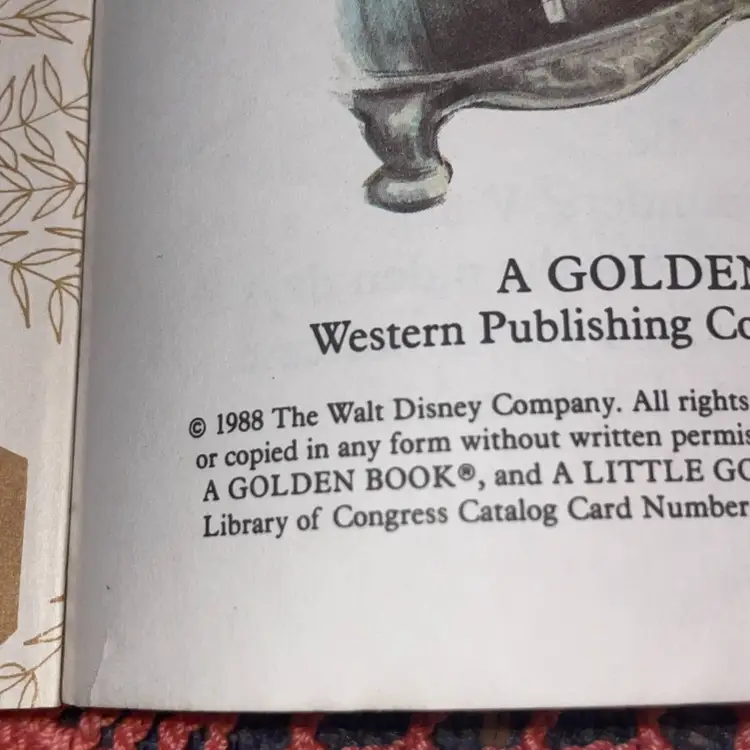 A GOLDEN
Western Publishing Co
© 1988 The Walt Disney Company. All rights
or copied in any form without written permis
A GOLDEN BOOK®, and A LITTLE GO
Library of Congress Catalog Card Number